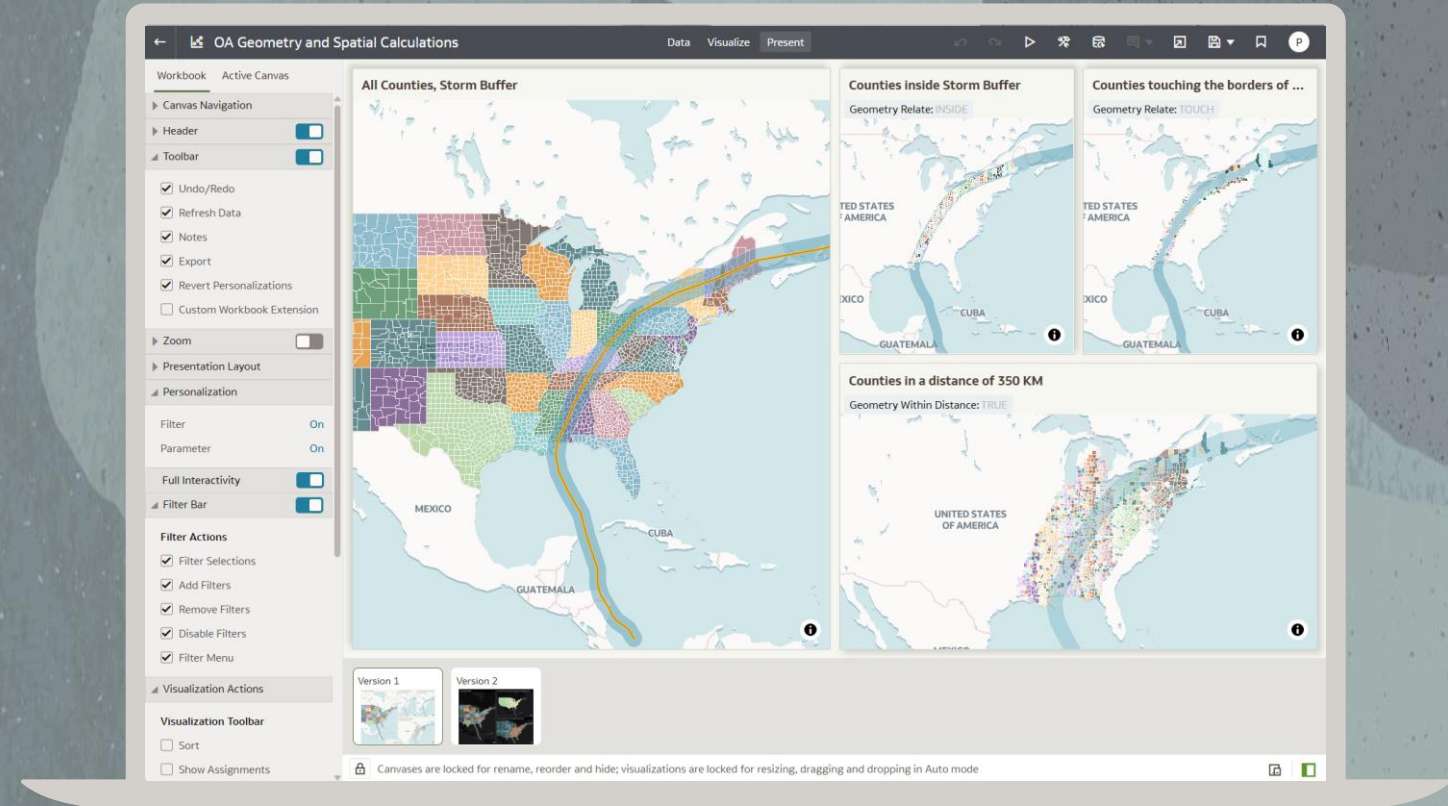 OA Geometry and Spatial Calculations
Data Visualize Present
P
Workbook Active Canvas
Canvas Navigation
Header
Toolbar
Undo/Redo
Refresh Data
Notes
Export
Revert Personalizations
Custom Workbook Extension
Zoom
Presentation Layout
Personalization
Filter On
Parameter On
Full Interactivity
Filter Bar
Filter Actions
Filter Selections
Add Filters
Remove Filters
Disable Filters
Filter Menu
Visualization Actions
Visualization Toolbar
Sort
Show Assignments
All Counties, Storm Buffer
MEXICO
CUBA
GUATEMALA
Counties inside Storm Buffer
Geometry Relate: INSIDE
TED STATES
F AMERICA
XICO
CUBA
GUATEMALA
Counties touching the borders of ...
Geometry Relate: TOUCH
TED STATES
F AMERICA
XICO
CUBA
GUATEMALA
Counties in a distance of 350 KM
Geometry Within Distance: TRUE
UNITED STATES
OF AMERICA
Version 1
Version 2
Canvases are locked for rename, reorder and hide; visualizations are locked for resizing, dragging and dropping in Auto mode